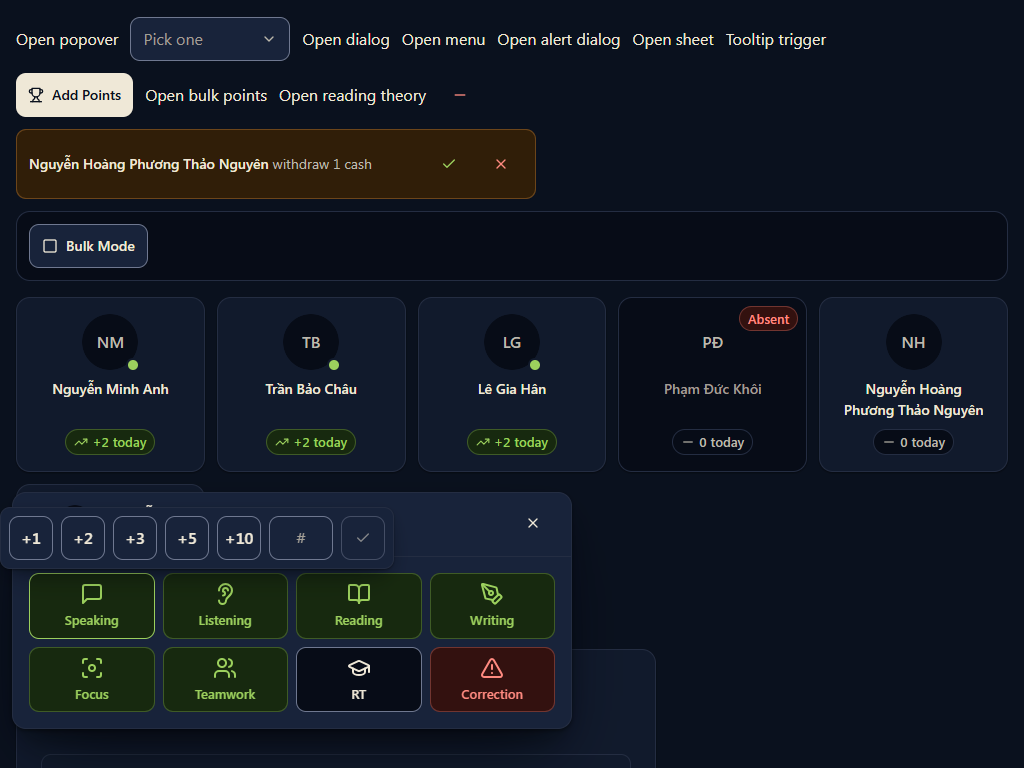 Open popover
Pick one
Open dialog
Open menu
Open alert dialog
Open sheet
Tooltip trigger
Add Points
Open bulk points
Open reading theory
Nguyễn Hoàng Phương Thảo Nguyên withdraw 1 cash
Bulk Mode
NM
Nguyễn Minh Anh
+2 today
TB
Trần Bảo Châu
+2 today
LG
Lê Gia Hân
+2 today
Absent
PĐ
Phạm Đức Khôi
0 today
NH
Nguyễn Hoàng
Phương Thảo Nguyên
0 today
+1
+2
+3
+5
+10
#
Speaking
Listening
Reading
Writing
Focus
Teamwork
RT
Correction